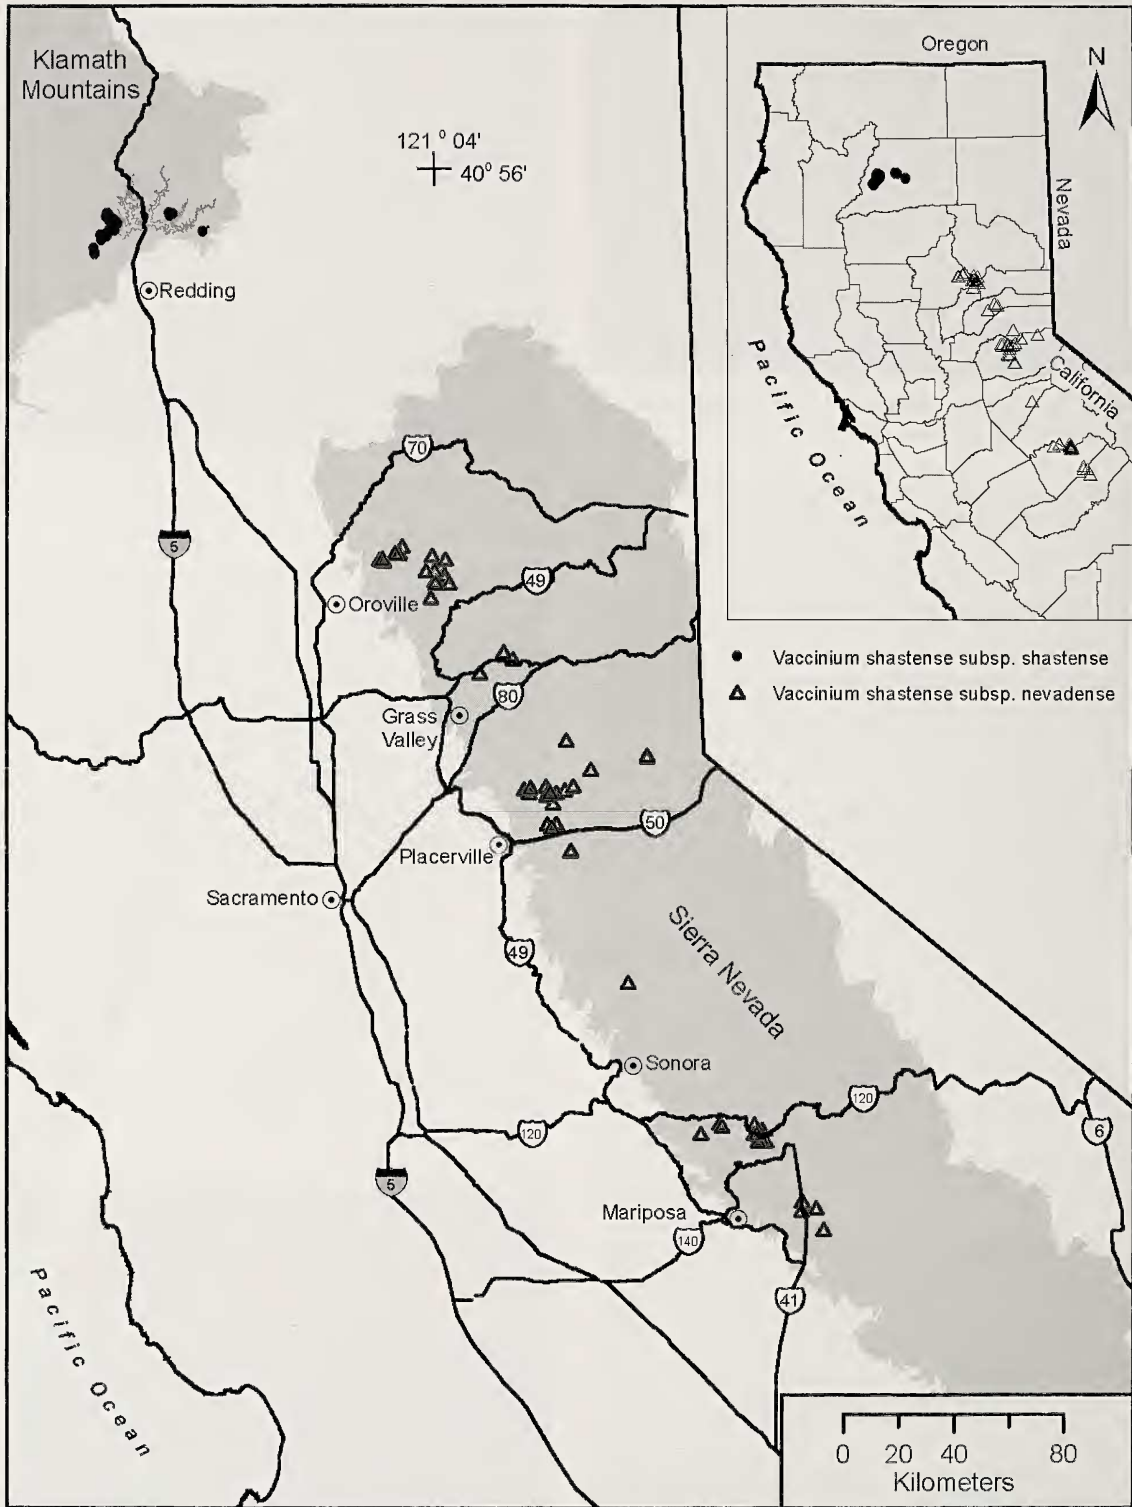 Klamath
Mountains
121 ° 04'
40° 56'
Redding
70
5
49
Oroville
80
Grass
Valley
50
Placerville
Sacramento
49
Sierra Nevada
Sonora
120
120
6
5
Mariposa
140
41
Pacific Ocean
Oregon
N
Nevada
California
Pacific Ocean
Vaccinium shastense subsp. shastense
Vaccinium shastense subsp. nevadense
0 20 40 80
Kilometers